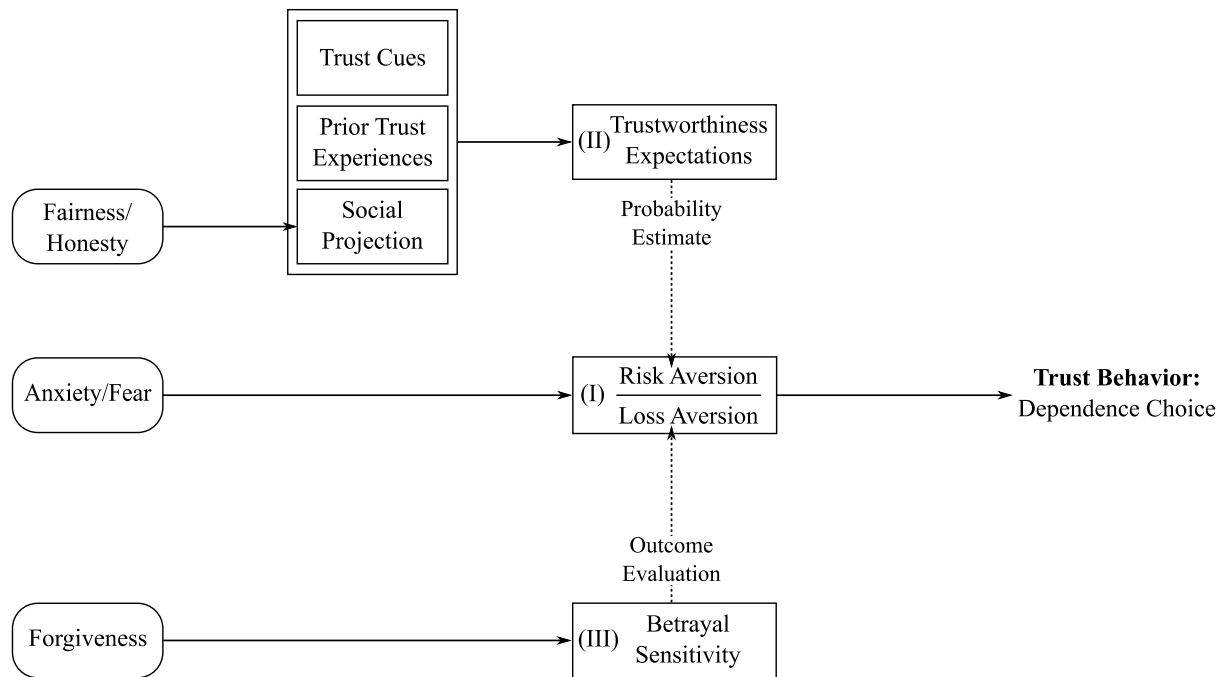 Trust Cues
Prior Trust
Experiences
Social
Projection
Fairness/
Honesty
(II) Trustworthiness
Expectations
Probability
Estimate
Anxiety/Fear
(I) Risk Aversion
Loss Aversion
Trust Behavior:
Dependence Choice
Outcome
Evaluation
Forgiveness
(III) Betrayal
Sensitivity